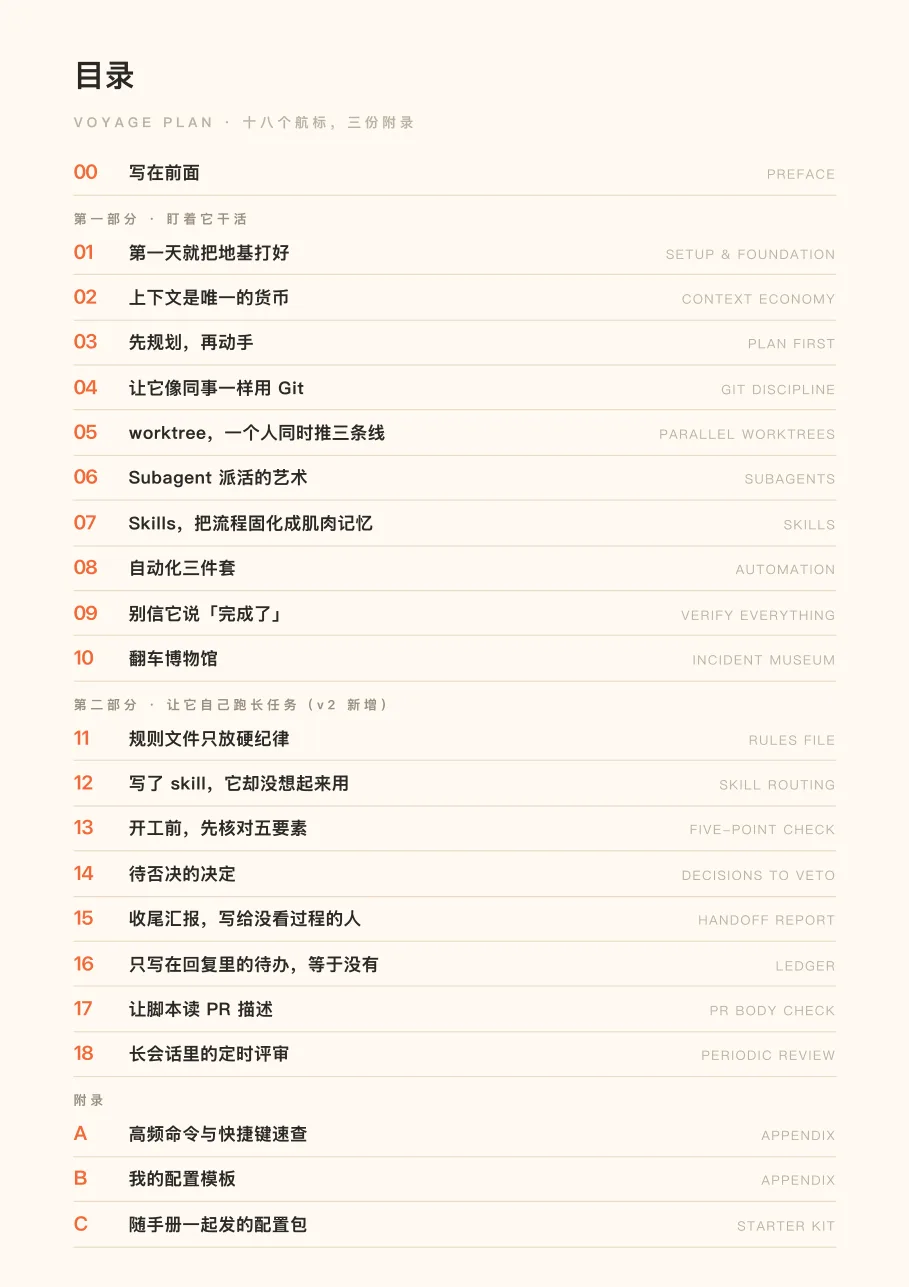 目录
VOYAGE PLAN · 十八个航标，三份附录
00 写在前面 PREFACE
第一部分 · 盯着它干活
01 第一天就把地基打好 SETUP & FOUNDATION
02 上下文是唯一的货币 CONTEXT ECONOMY
03 先规划，再动手 PLAN FIRST
04 让它像同事一样用 Git GIT DISCIPLINE
05 worktree，一个人同时推三条线 PARALLEL WORKTREES
06 Subagent 派活的艺术 SUBAGENTS
07 Skills，把流程固化成肌肉记忆 SKILLS
08 自动化三件套 AUTOMATION
09 别信它说「完成了」 VERIFY EVERYTHING
10 翻车博物馆 INCIDENT MUSEUM
第二部分 · 让它自己跑长任务（v2 新增）
11 规则文件只放硬纪律 RULES FILE
12 写了 skill，它却没想起来用 SKILL ROUTING
13 开工前，先核对五要素 FIVE–POINT CHECK
14 待否决的决定 DECISIONS TO VETO
15 收尾汇报，写给没看过程的人 HANDOFF REPORT
16 只写在回复里的待办，等于没有 LEDGER
17 让脚本读 PR 描述 PR BODY CHECK
18 长会话里的定时评审 PERIODIC REVIEW
附录
A 高频命令与快捷键速查 APPENDIX
B 我的配置模板 APPENDIX
C 随手册一起发的配置包 STARTER KIT